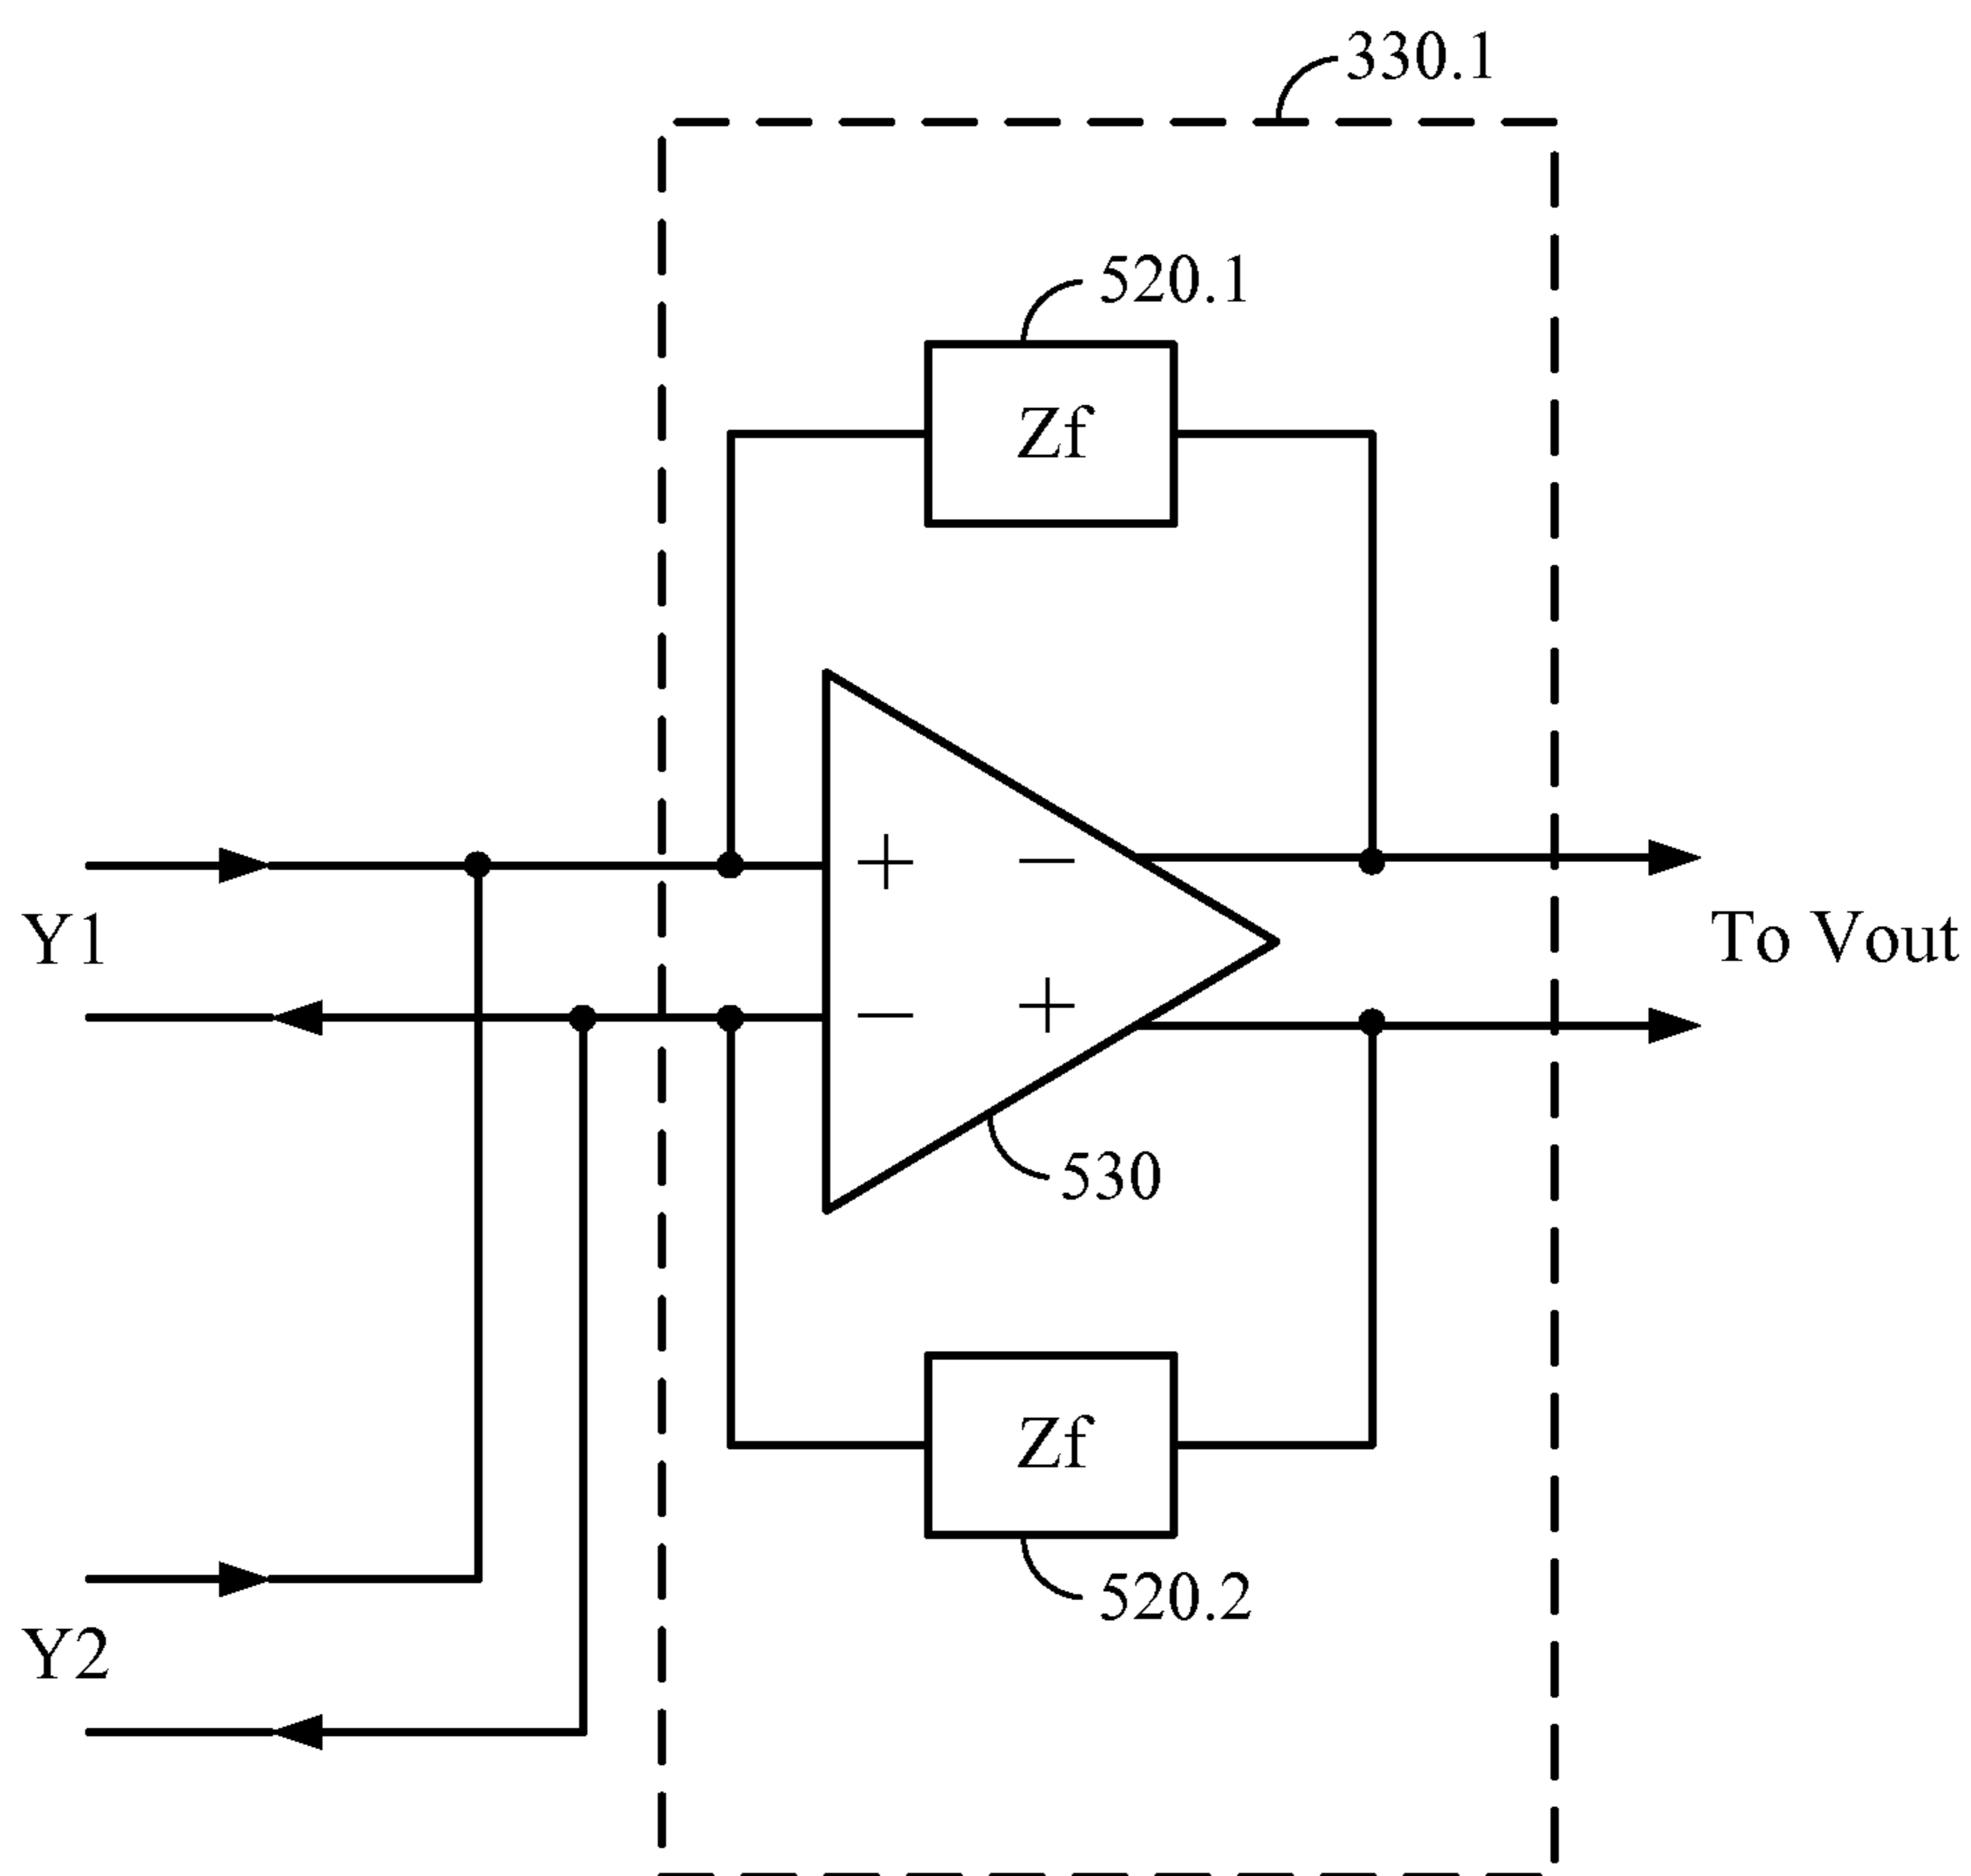 330.1
520.1
Zf
+ −
Y1
To Vout
− +
530
Zf
520.2
Y2